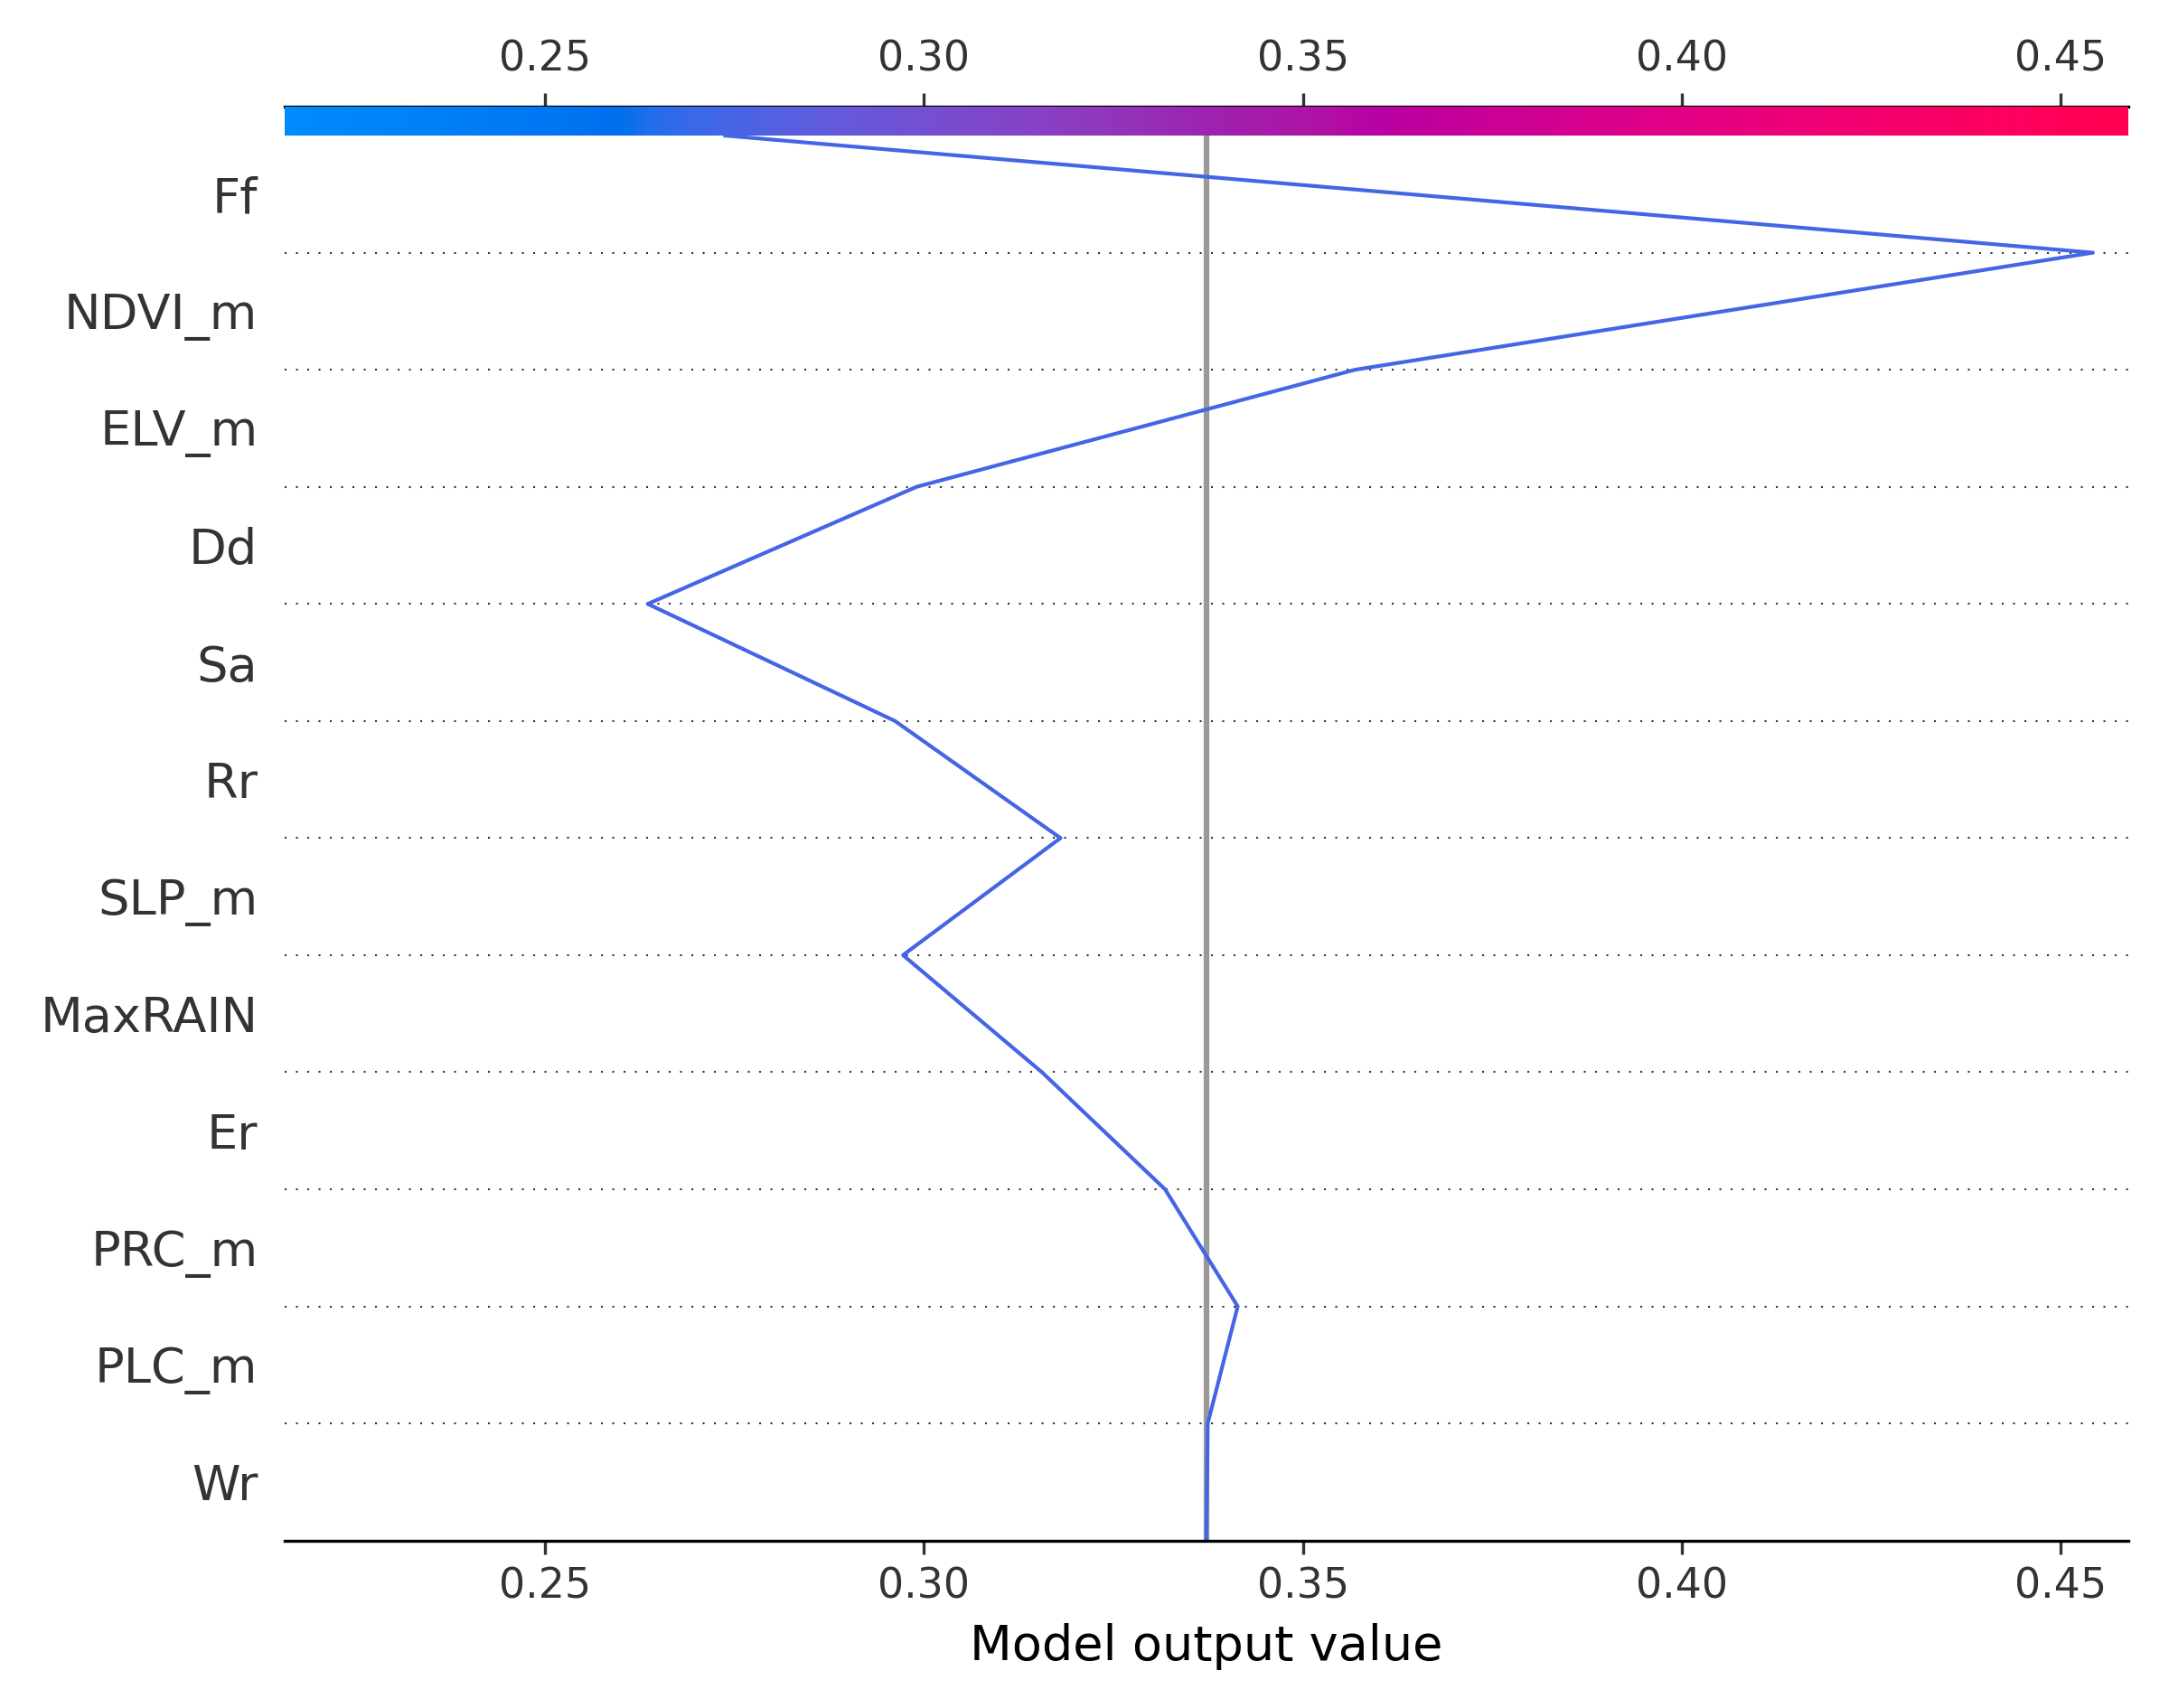 0.25 0.30 0.35 0.40 0.45
Ff
NDVI_m
ELV_m
Dd
Sa
Rr
SLP_m
MaxRAIN
Er
PRC_m
PLC_m
Wr
0.25 0.30 0.35 0.40 0.45
Model output value